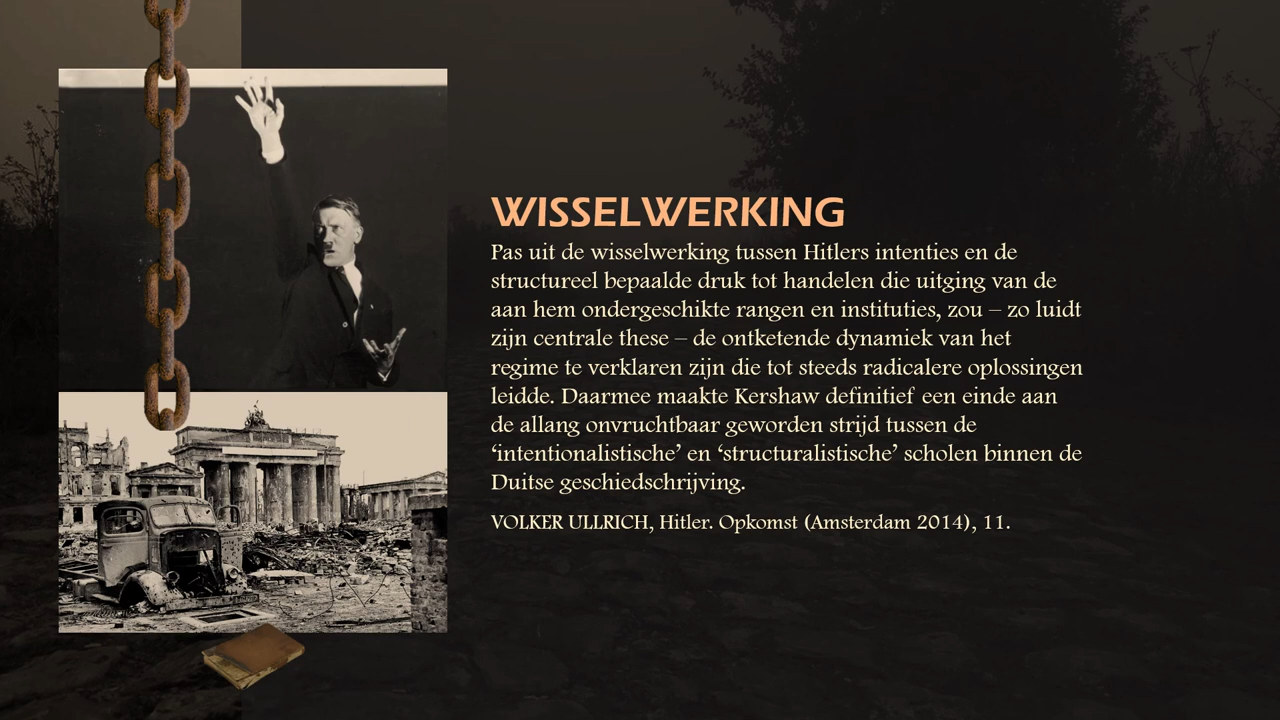 WISSELWERKING
Pas uit de wisselwerking tussen Hitlers intenties en de
structureel bepaalde druk tot handelen die uitging van de
aan hem ondergeschikte rangen en instituties, zou – zo luidt
zijn centrale these – de ontketende dynamiek van het
regime te verklaren zijn die tot steeds radicalere oplossingen
leidde. Daarmee maakte Kershaw definitief een einde aan
de allang onvruchtbaar geworden strijd tussen de
‘intentionalistische’ en ‘structuralistische’ scholen binnen de
Duitse geschiedschrijving.
VOLKER ULLRICH, Hitler. Opkomst (Amsterdam 2014), 11.